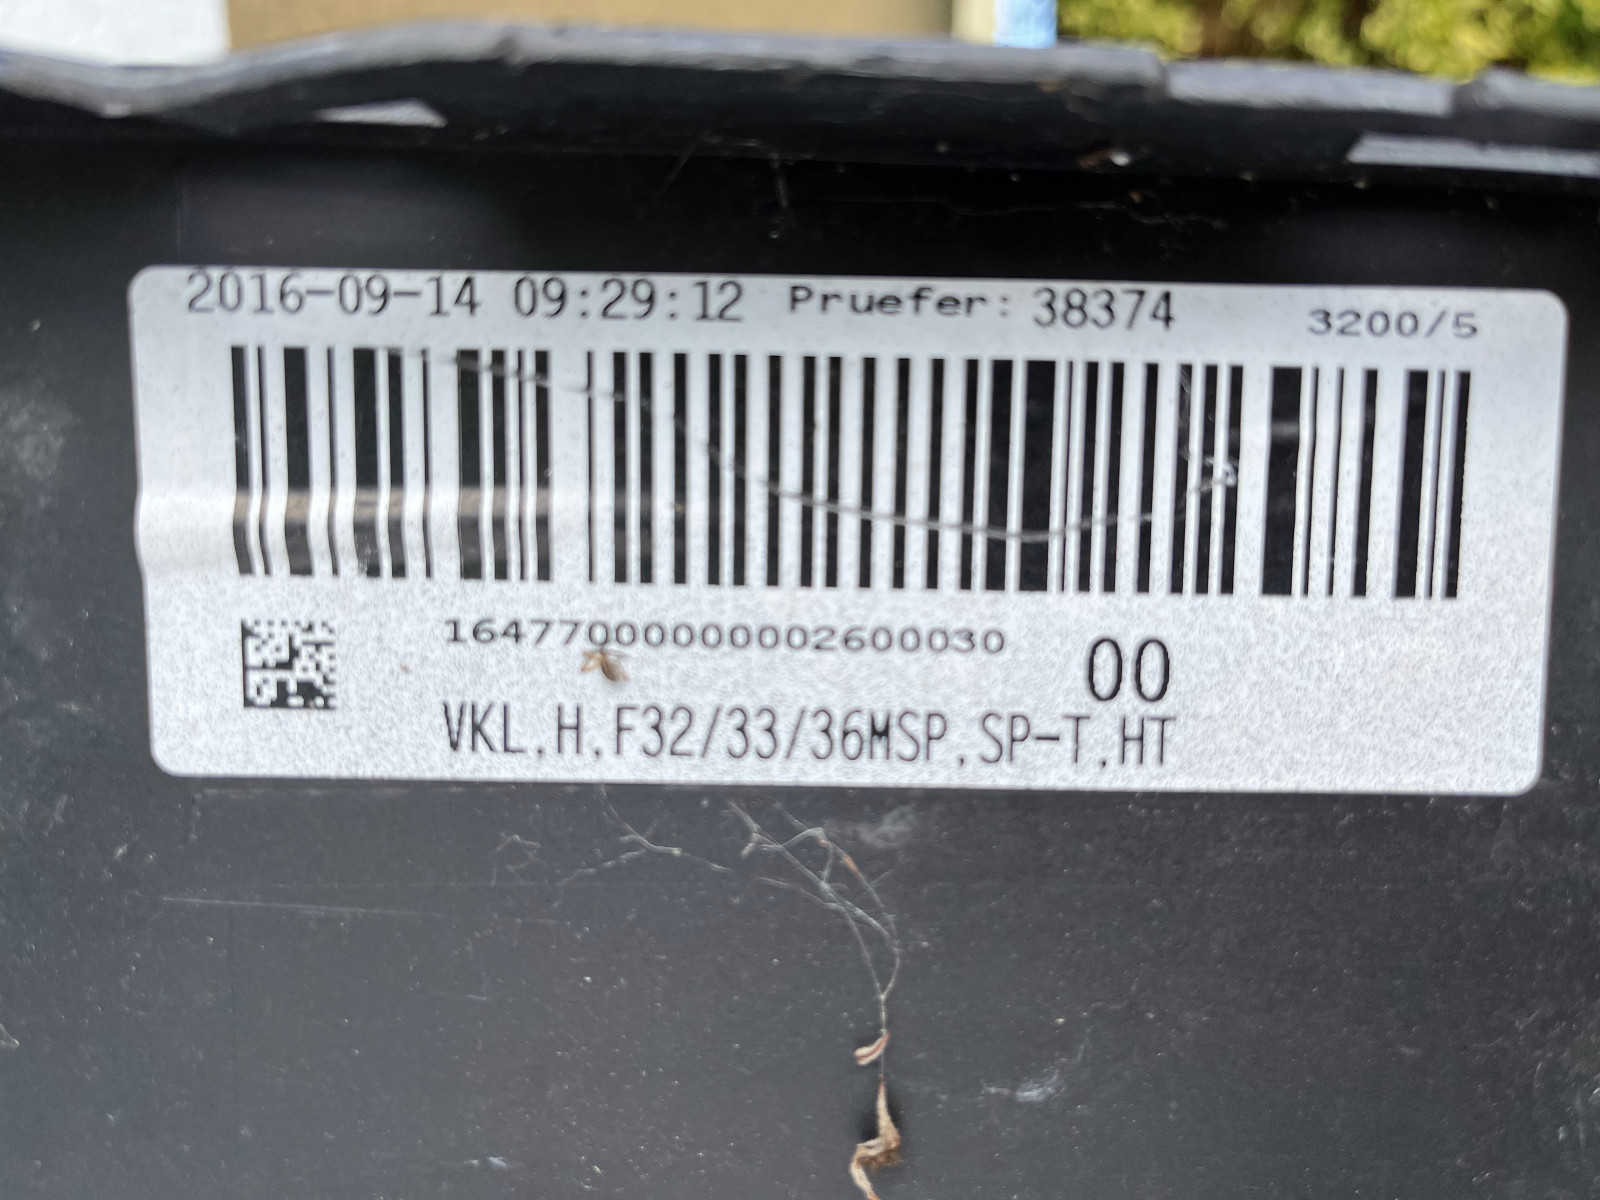 2016-09-14 09:29:12 Pruefer: 38374 3200/5
16477000000002600030 00
VKL.H.F32/33/36MSP.SP-T.HT